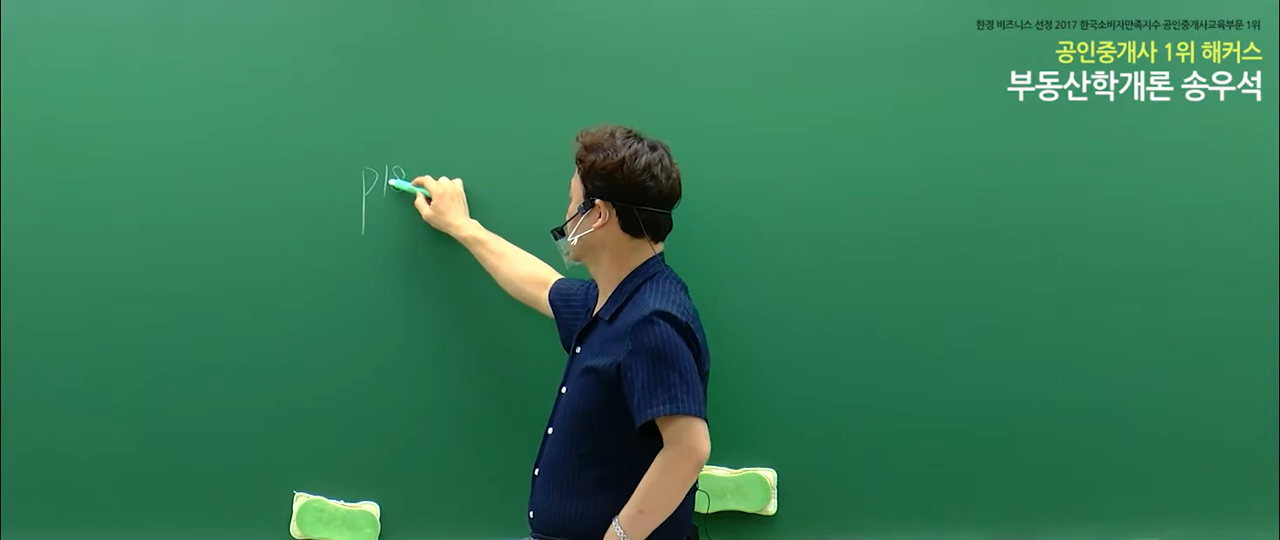 한경 비즈니스 선정 2017 한국소비자만족지수 공인중개사교육부문 1위
공인중개사 1위 해커스
부동산학개론 송우석
P18